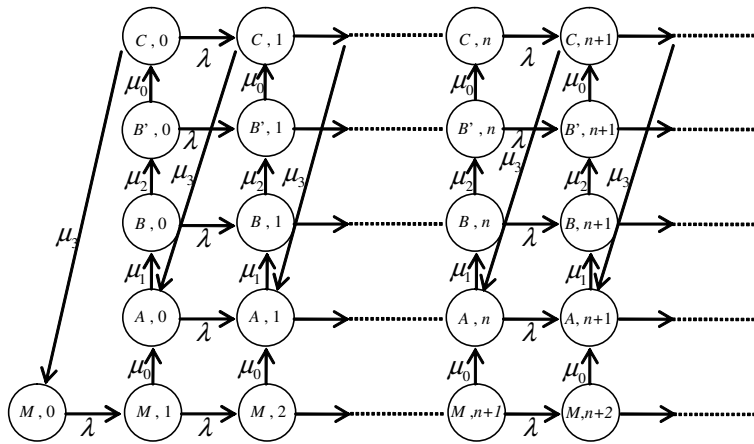 C, 0 C, 1 C, n C, n+1
λ λ
μ0 μ0 μ0 μ0
B', 0 B', 1 B', n B', n+1
λ λ
μ2 μ3 μ2 μ3 μ2 μ3 μ2 μ3
B, 0 B, 1 B, n B, n+1
μ3 λ λ
μ1 μ1 μ1 μ1
A, 0 A, 1 A, n A, n+1
λ λ
μ0 μ0 μ0 μ0
M, 0 M, 1 M, 2 M,n+1 M,n+2
λ λ λ